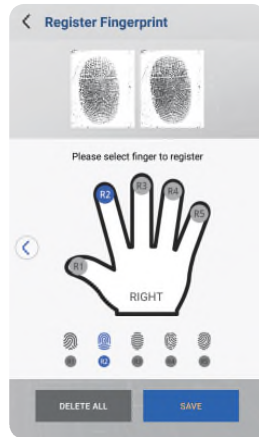 Register Fingerprint
Please select finger to register
R3
R2 R4
R5
R1
RIGHT
R2
DELETE ALL SAVE